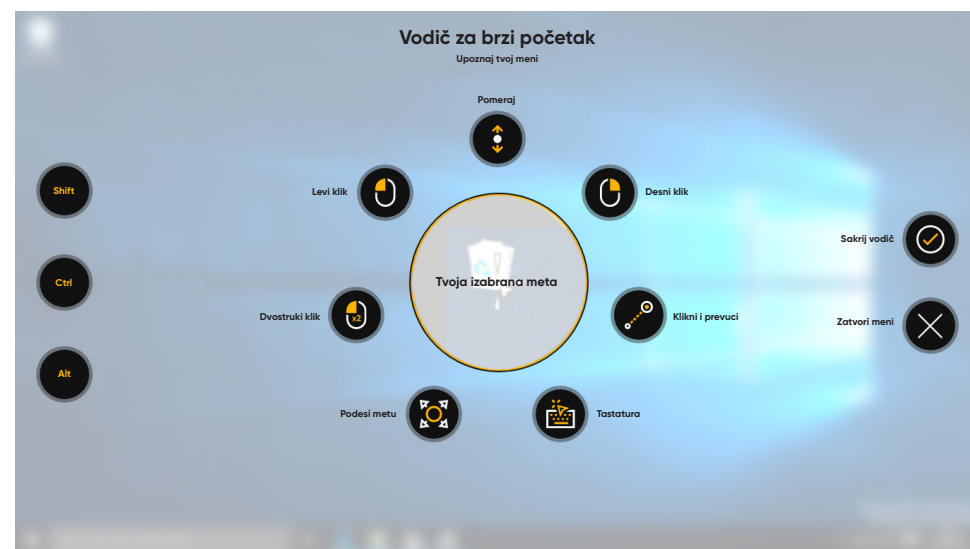 Vodič za brzi početak
Upoznaj tvoj meni
Pomeraj
Levi klik
Desni klik
Shift
Sakrij vodič
Ctrl
Tvoja izabrana meta
Dvostruki klik
x2
Klikni i prevuci
Zatvori meni
Alt
Podesi metu
Tastatura